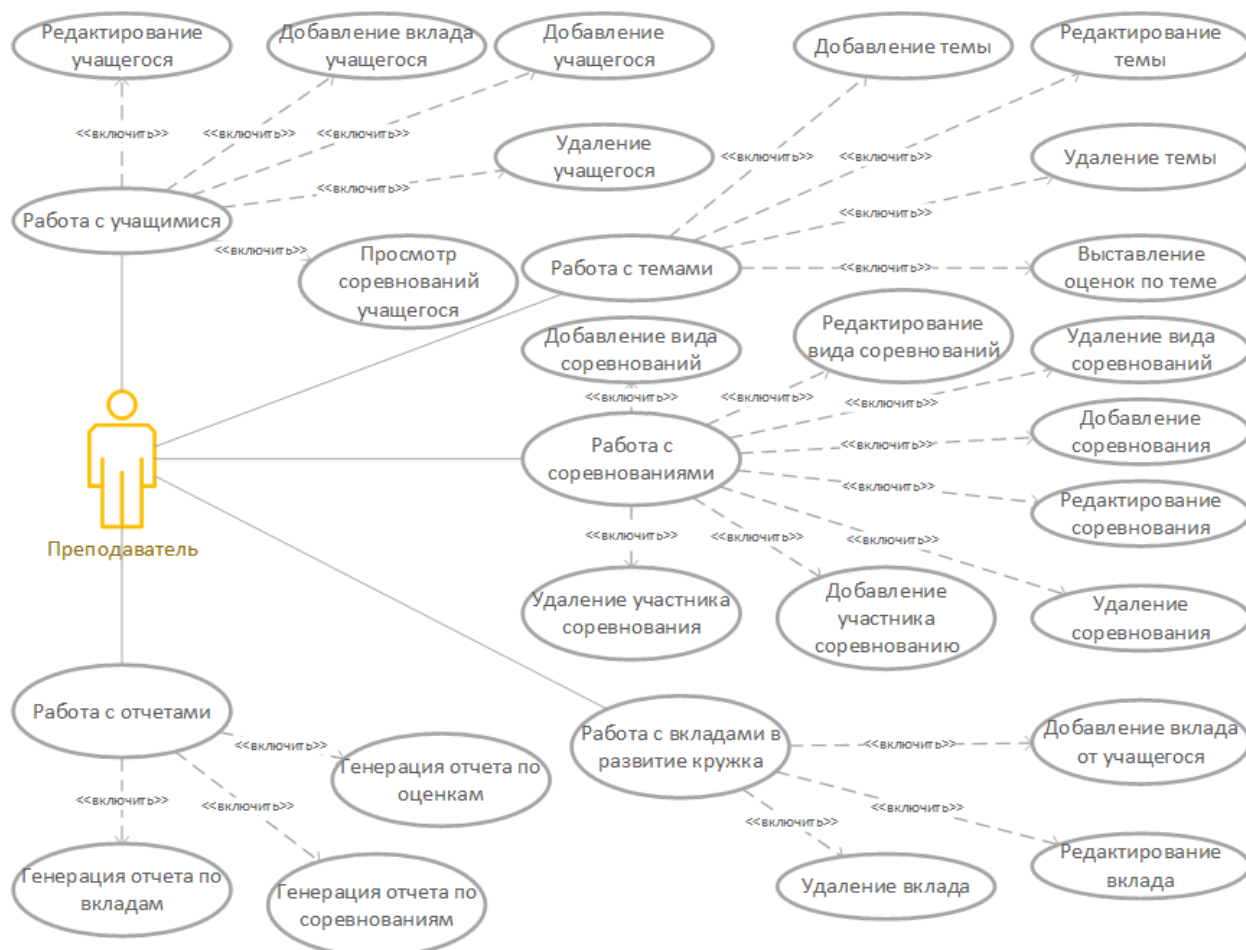 Редактирование
учащегося
Добавление вклада
учащегося
Добавление
учащегося
Добавление темы
Редактирование
темы
<<включить>>
<<включить>>
<<включить>>
<<включить>>
<<включить>>
Удаление
учащегося
Удаление темы
<<включить>>
<<включить>>
Работа с учащимися
<<включить>>
Просмотр
соревнований
учащегося
Работа с темами
<<включить>>
Выставление
оценок по теме
Добавление вида
соревнований
Редактирование
вида соревнований
Удаление вида
соревнований
<<включить>>
<<включить>>
<<включить>>
Работа с
соревнованиями
<<включить>>
Добавление
соревнования
<<включить>>
Редактирование
соревнования
Преподаватель
<<включить>>
<<включить>>
<<включить>>
Удаление участника
соревнования
Добавление
участника
соревнованию
Удаление
соревнования
Работа с отчетами
<<включить>>
Генерация отчета по
оценкам
<<включить>>
<<включить>>
Генерация отчета по
вкладам
Генерация отчета по
соревнованиям
Работа с вкладами в
развитие кружка
<<включить>>
Добавление вклада
от учащегося
<<включить>>
<<включить>>
Удаление вклада
Редактирование
вклада